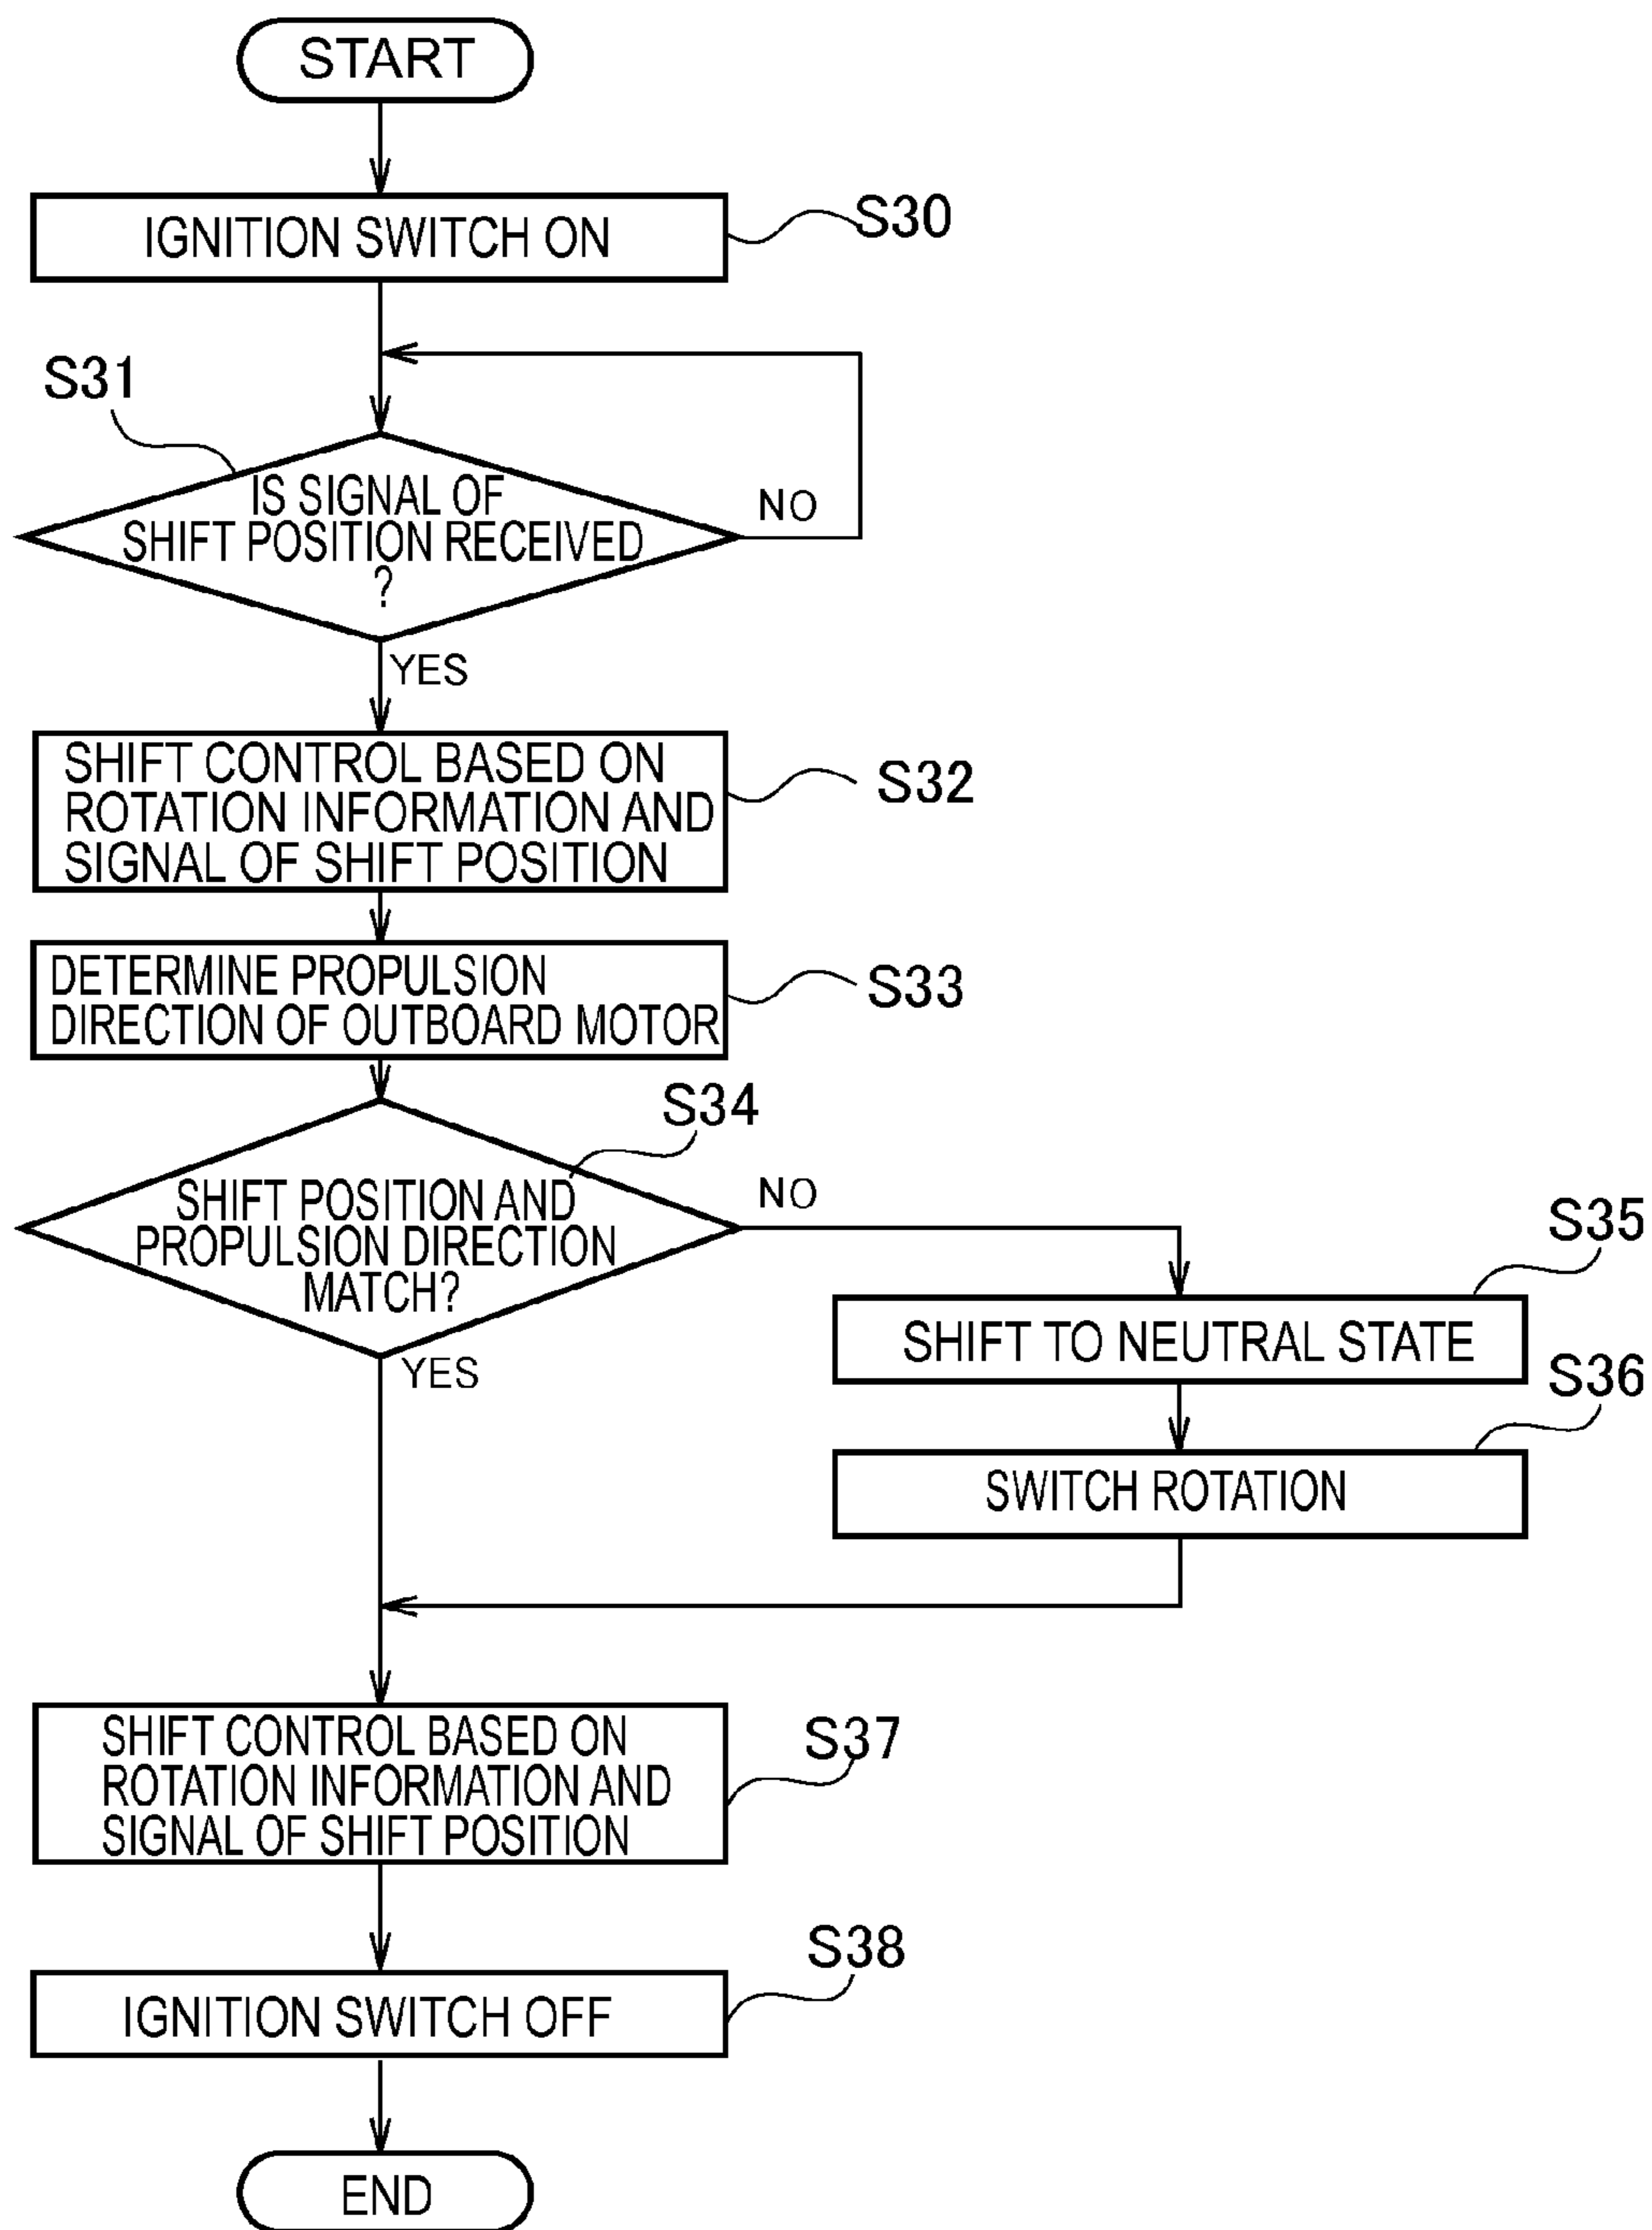 START
IGNITION SWITCH ON
S30
S31
IS SIGNAL OF
SHIFT POSITION RECEIVED
?
NO
YES
SHIFT CONTROL BASED ON
ROTATION INFORMATION AND
SIGNAL OF SHIFT POSITION
S32
DETERMINE PROPULSION
DIRECTION OF OUTBOARD MOTOR
S33
S34
SHIFT POSITION AND
PROPULSION DIRECTION
MATCH?
NO
YES
S35
SHIFT TO NEUTRAL STATE
S36
SWITCH ROTATION
SHIFT CONTROL BASED ON
ROTATION INFORMATION AND
SIGNAL OF SHIFT POSITION
S37
IGNITION SWITCH OFF
S38
END